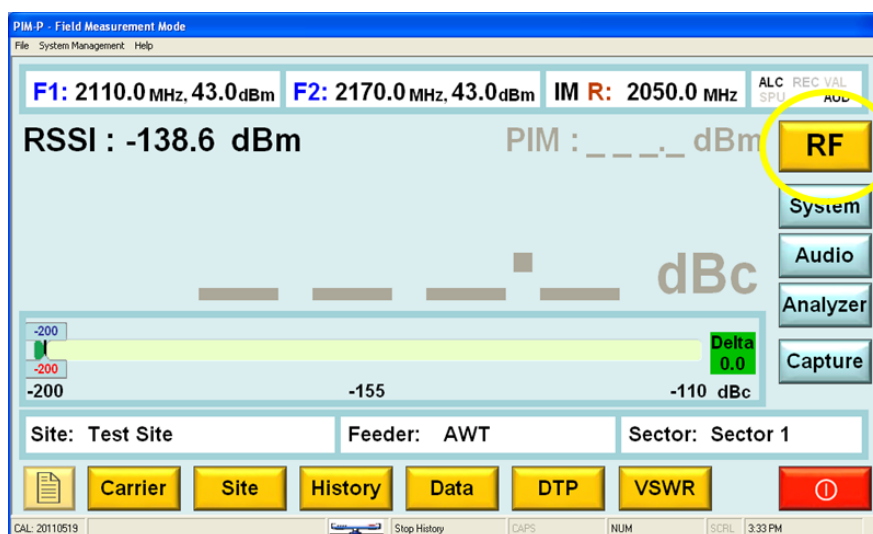 PIM-P - Field Measurement Mode
File System Management Help
F1: 2110.0 MHz, 43.0dBm F2: 2170.0 MHz, 43.0dBm IM R: 2050.0 MHz ALC REC VAL
SPU AUD
RSSI : -138.6 dBm PIM : _ _ _._ dBm RF
System
Audio
_ _ _._ dBc
Analyzer
-200
Delta
0.0
-200
Capture
-200 -155 -110 dBc
Site: Test Site Feeder: AWT Sector: Sector 1
Carrier Site History Data DTP VSWR
CAL: 20110519 Stop History CAPS NUM SCRL 3:33 PM